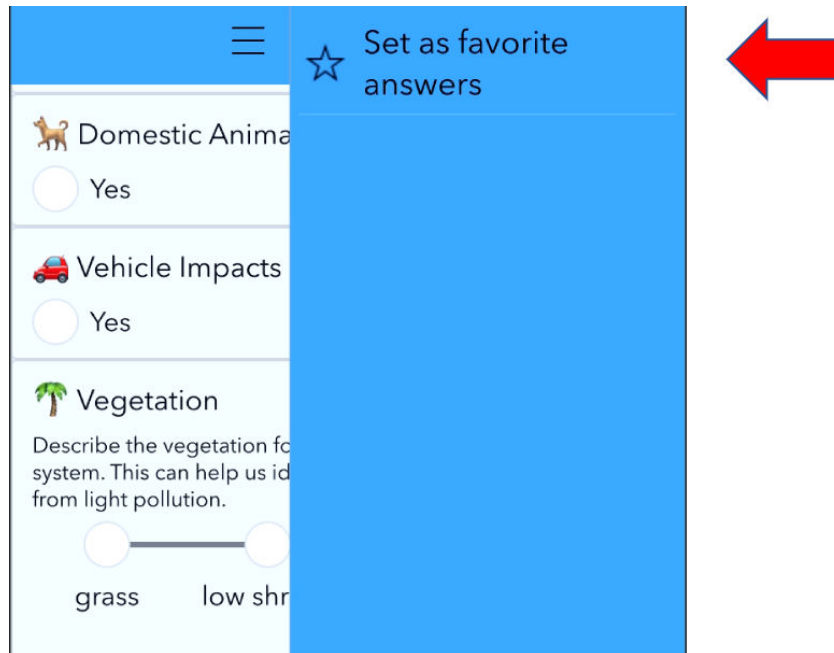 Set as favorite
answers
Domestic Anima
Yes
Vehicle Impacts
Yes
Vegetation
Describe the vegetation fo
system. This can help us id
from light pollution.
grass low shr